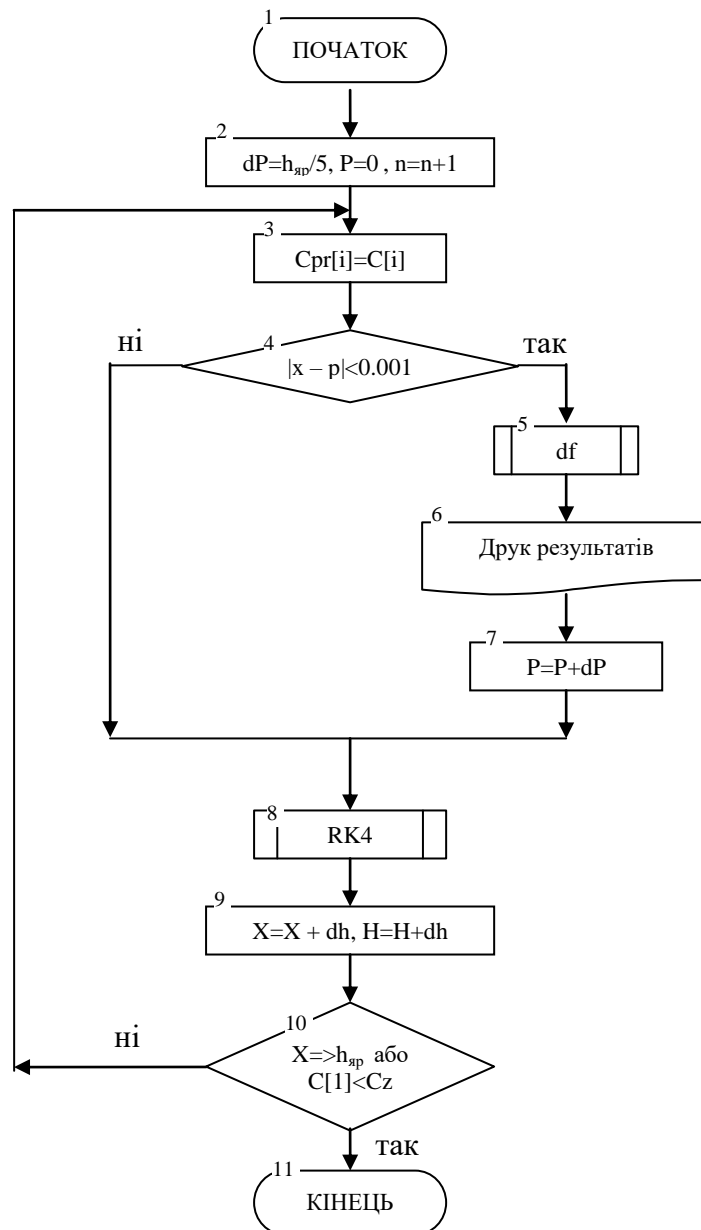 1
ПОЧАТОК
2
dP=hяр/5, P=0 , n=n+1
3
Cpr[i]=C[i]
ні
4
так
|x – p|<0.001
5
df
6
Друк результатів
7
P=P+dP
8
RK4
9
X=X + dh, H=H+dh
10
ні
X=>hяр або
C[1]<Cz
так
11
КІНЕЦЬ